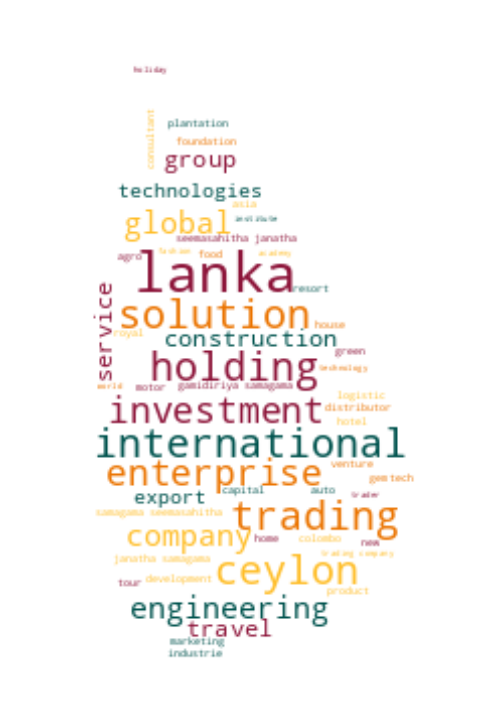 holiday
consultant
plantation
foundation
group
technologies
asia
global
institute
seemasahitha janatha
fashion
academy
agro
food
lanka
resort
service
solution
house
royal
construction
green
holding
technology
world
motor
gamidiriya samagama
logistic
investment
distributor
hotel
international
venture
enterprise
gem tech
capital
auto
trader
export
samagama seemasahitha
trading
company
home
colombo
new
trading company
janatha samagama
ceylon
tour
development
product
engineering
travel
marketing
industrie